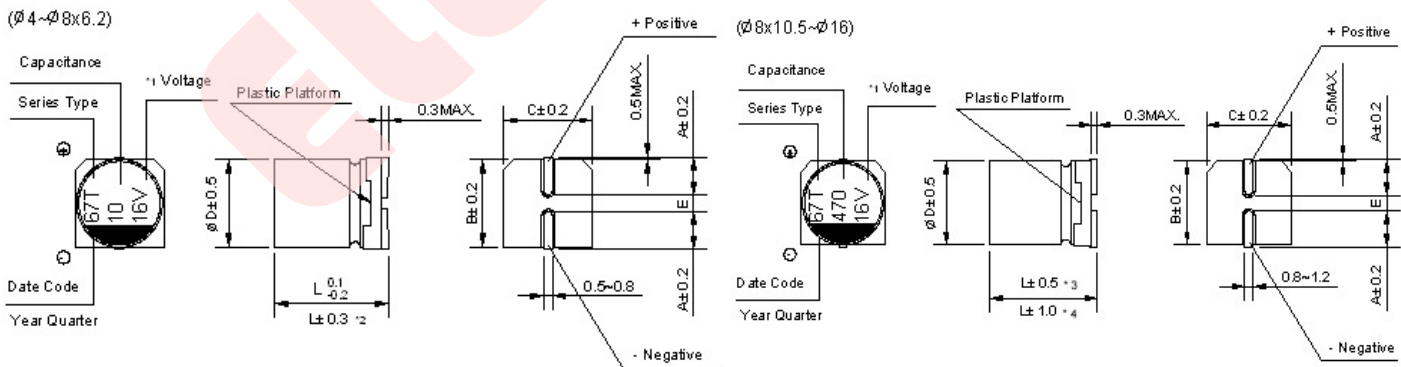 (Ø4~Ø8x6.2)
Capacitance
*1 Voltage
Series Type
Plastic Platform
67T
10
16V
Date Code
Year Quarter
ØD±0.5
0.3MAX.
L 0.1 -0.2
L±0.3 *2
+ Positive
C±0.2
0.5MAX.
A±0.2
B±0.2
E
A±0.2
0.5~0.8
- Negative
(Ø8x10.5~Ø16)
Capacitance
*1 Voltage
Series Type
Plastic Platform
67T
470
16V
Date Code
Year Quarter
ØD±0.5
0.3MAX.
L±0.5 *3
L±1.0 *4
+ Positive
C±0.2
0.5MAX.
A±0.2
B±0.2
E
A±0.2
0.8~1.2
- Negative